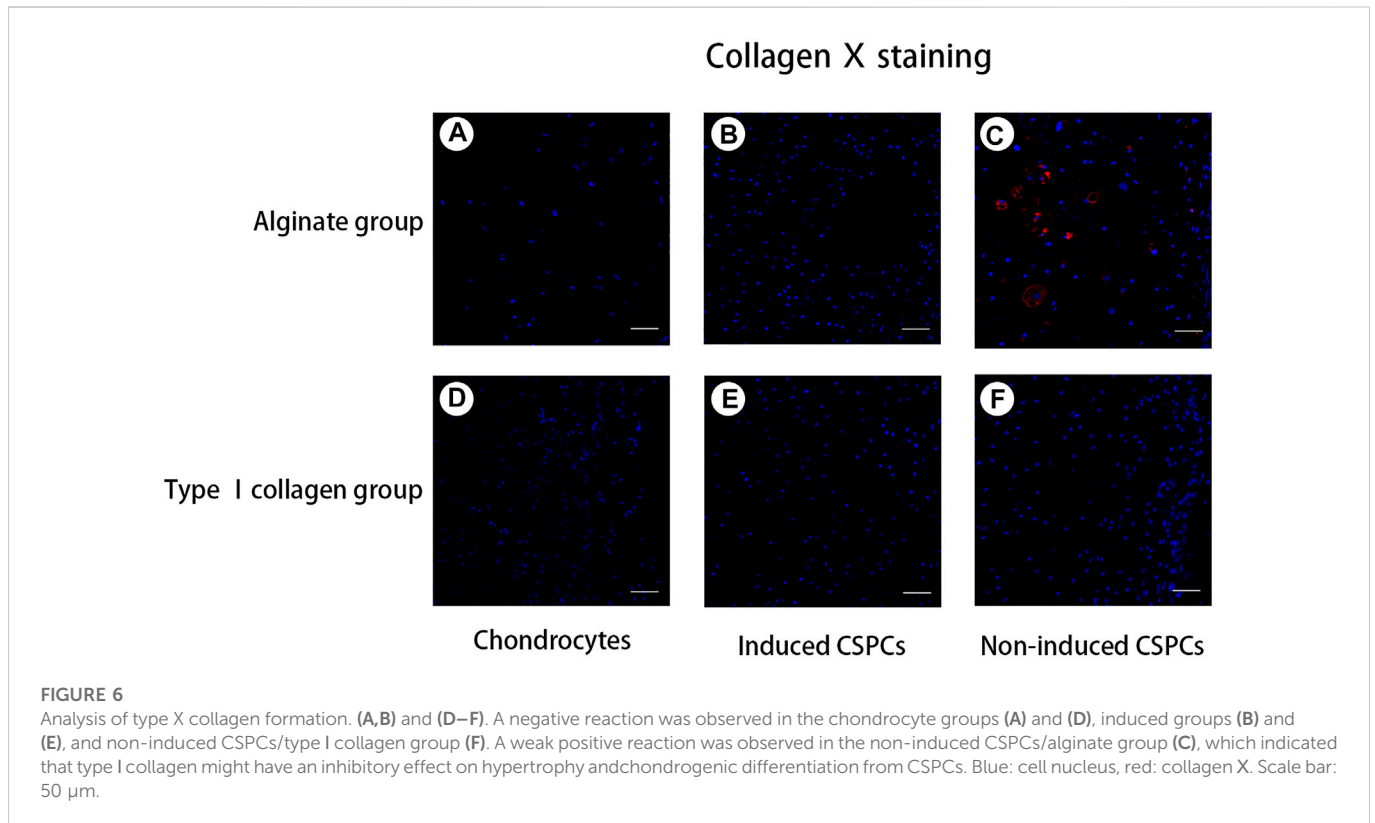 Collagen X staining
A
B
C
Alginate group
D
E
F
Type I collagen group
Chondrocytes
Induced CSPCs
Non-induced CSPCs
FIGURE 6
Analysis of type X collagen formation. (A,B) and (D–F). A negative reaction was observed in the chondrocyte groups (A) and (D), induced groups (B) and
(E), and non-induced CSPCs/type I collagen group (F). A weak positive reaction was observed in the non-induced CSPCs/alginate group (C), which indicated
that type I collagen might have an inhibitory effect on hypertrophy andchondrogenic differentiation from CSPCs. Blue: cell nucleus, red: collagen X. Scale bar:
50 μm.